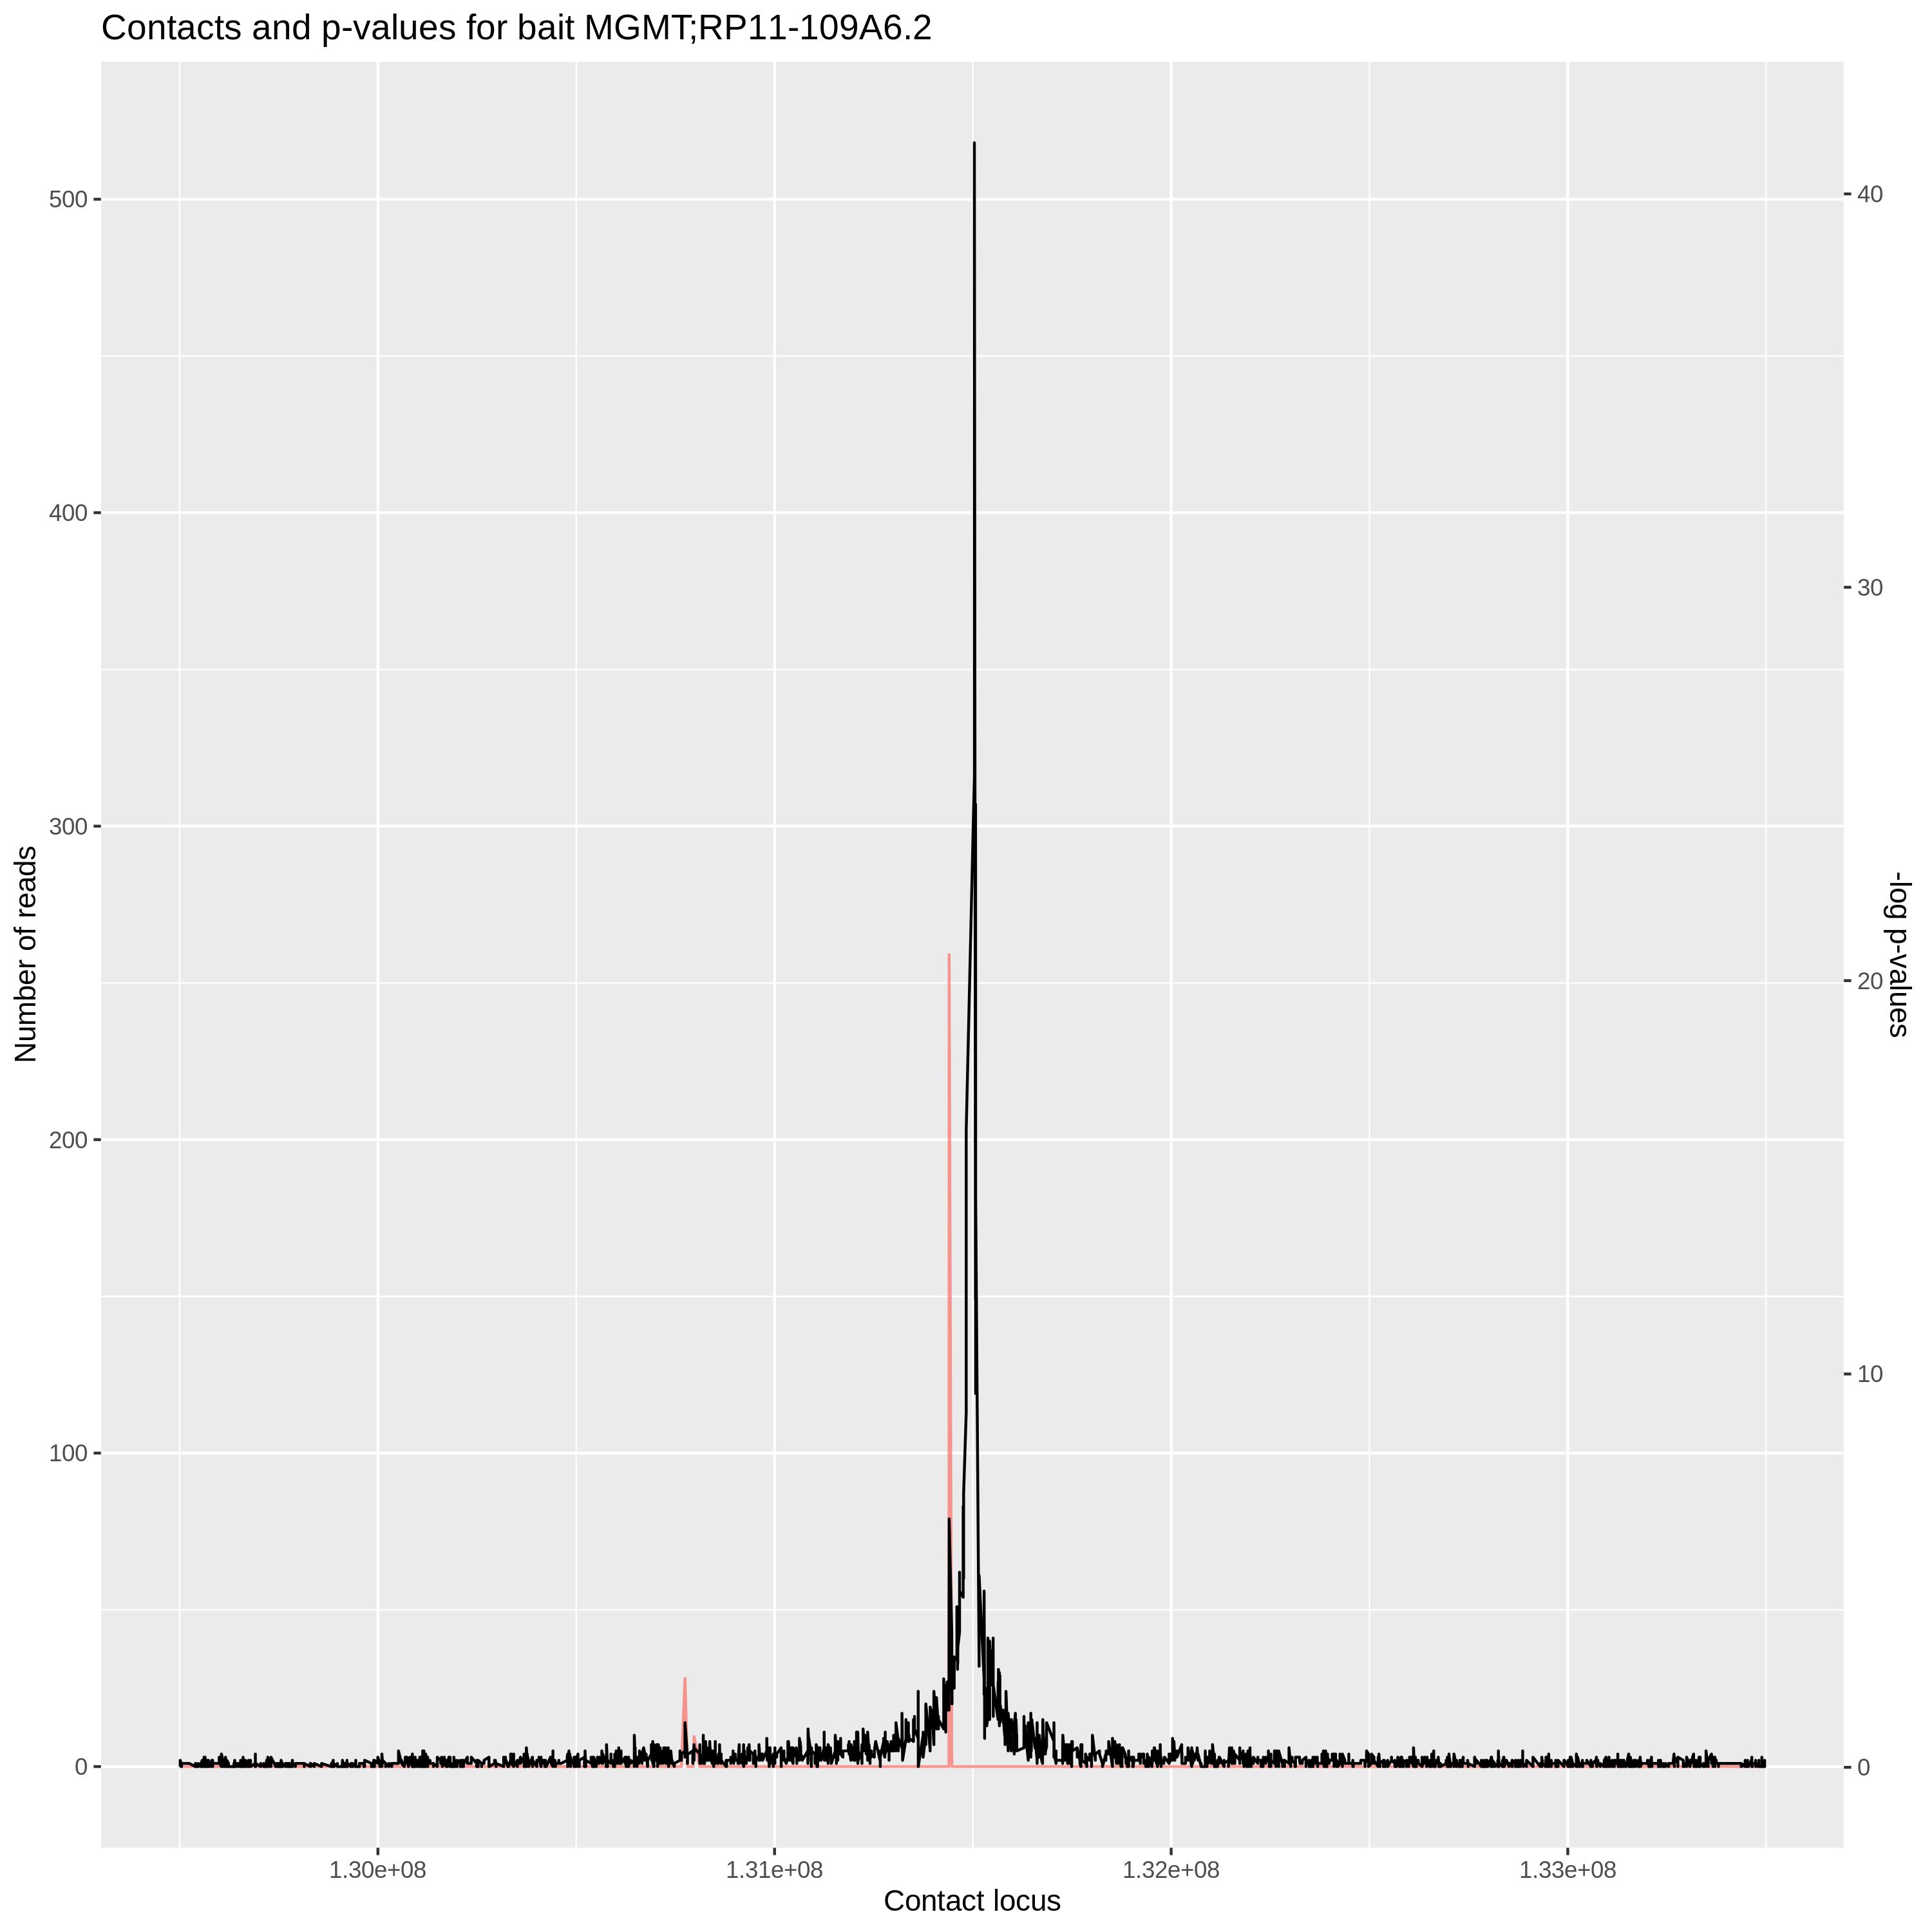 Contacts and p-values for bait MGMT;RP11-109A6.2
500
400
300
200
100
0
Number of reads
40
30
20
10
0
-log p-values
1.30e+08
1.31e+08
1.32e+08
1.33e+08
Contact locus